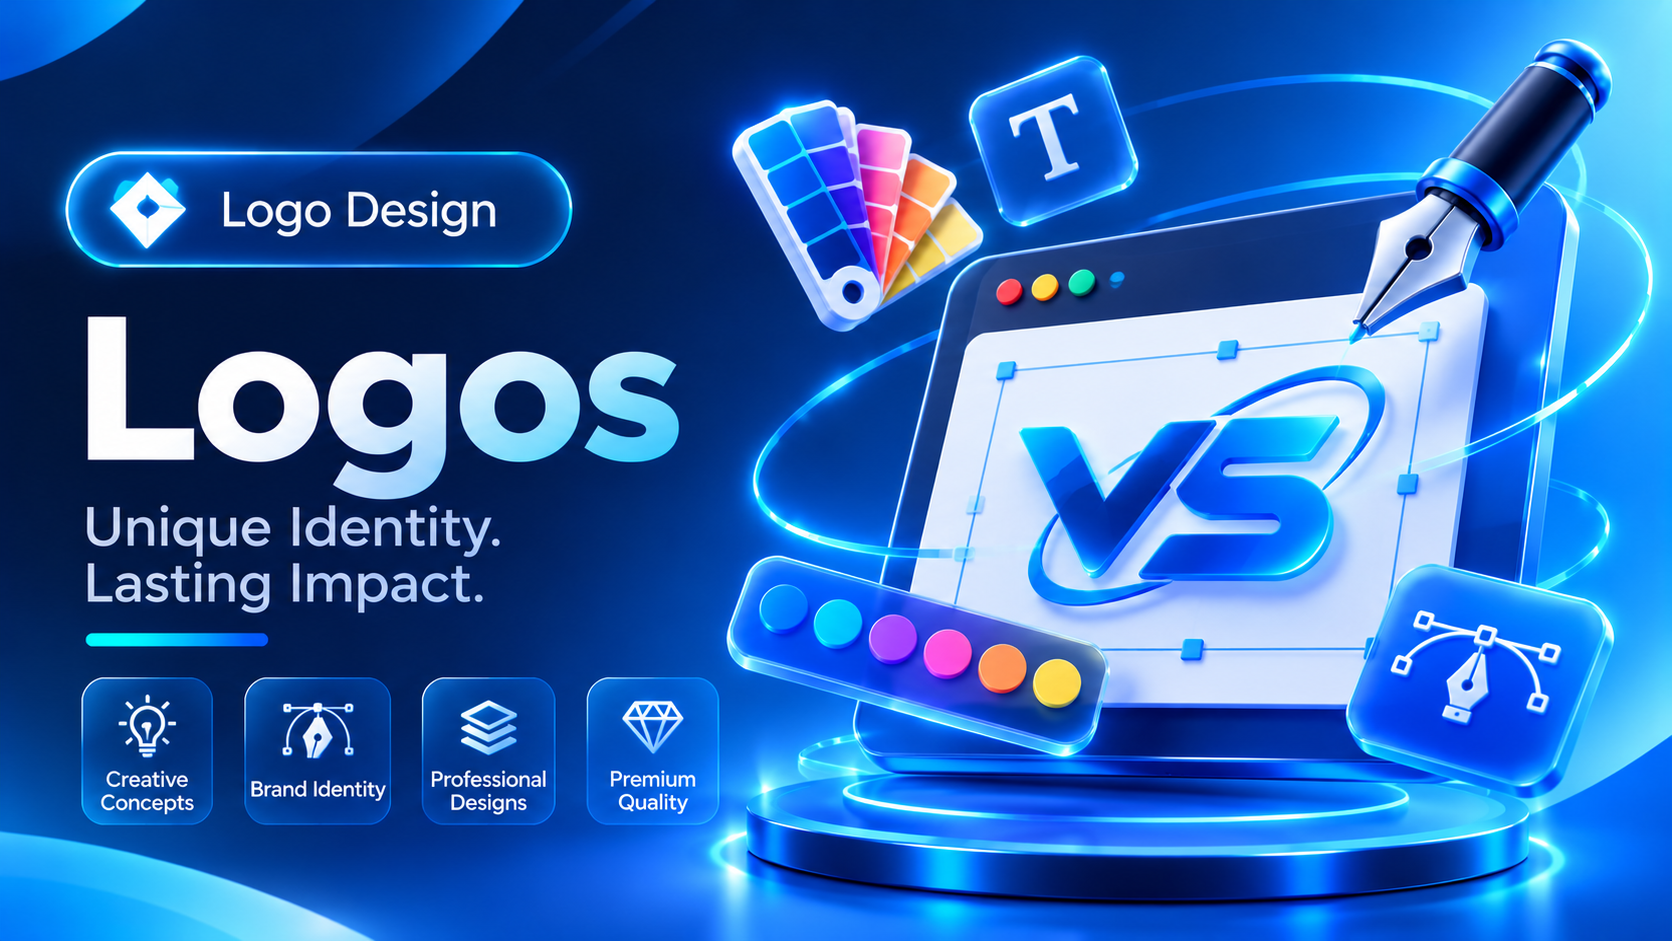 Logo Design
Logos
Unique Identity.
Lasting Impact.
Creative
Concepts
Brand Identity
Professional
Designs
Premium
Quality
T
VS